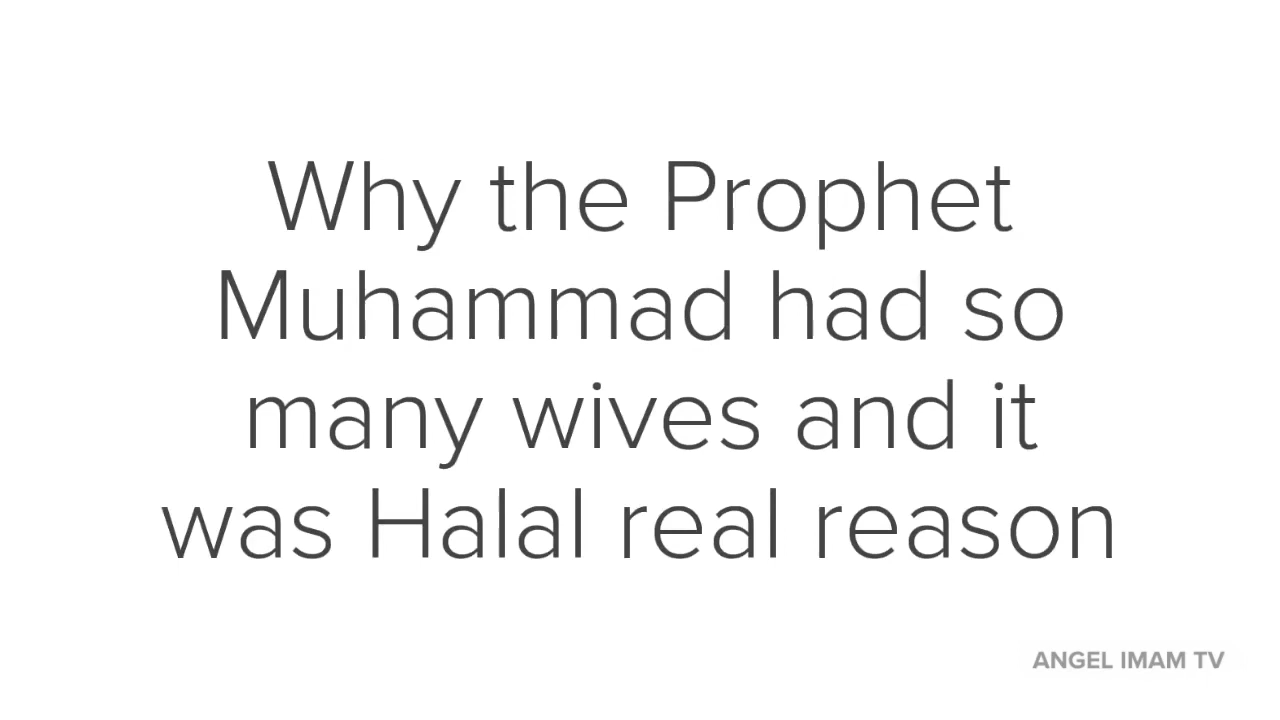 Why the Prophet
Muhammad had so
many wives and it
was Halal real reason
ANGEL IMAM TV